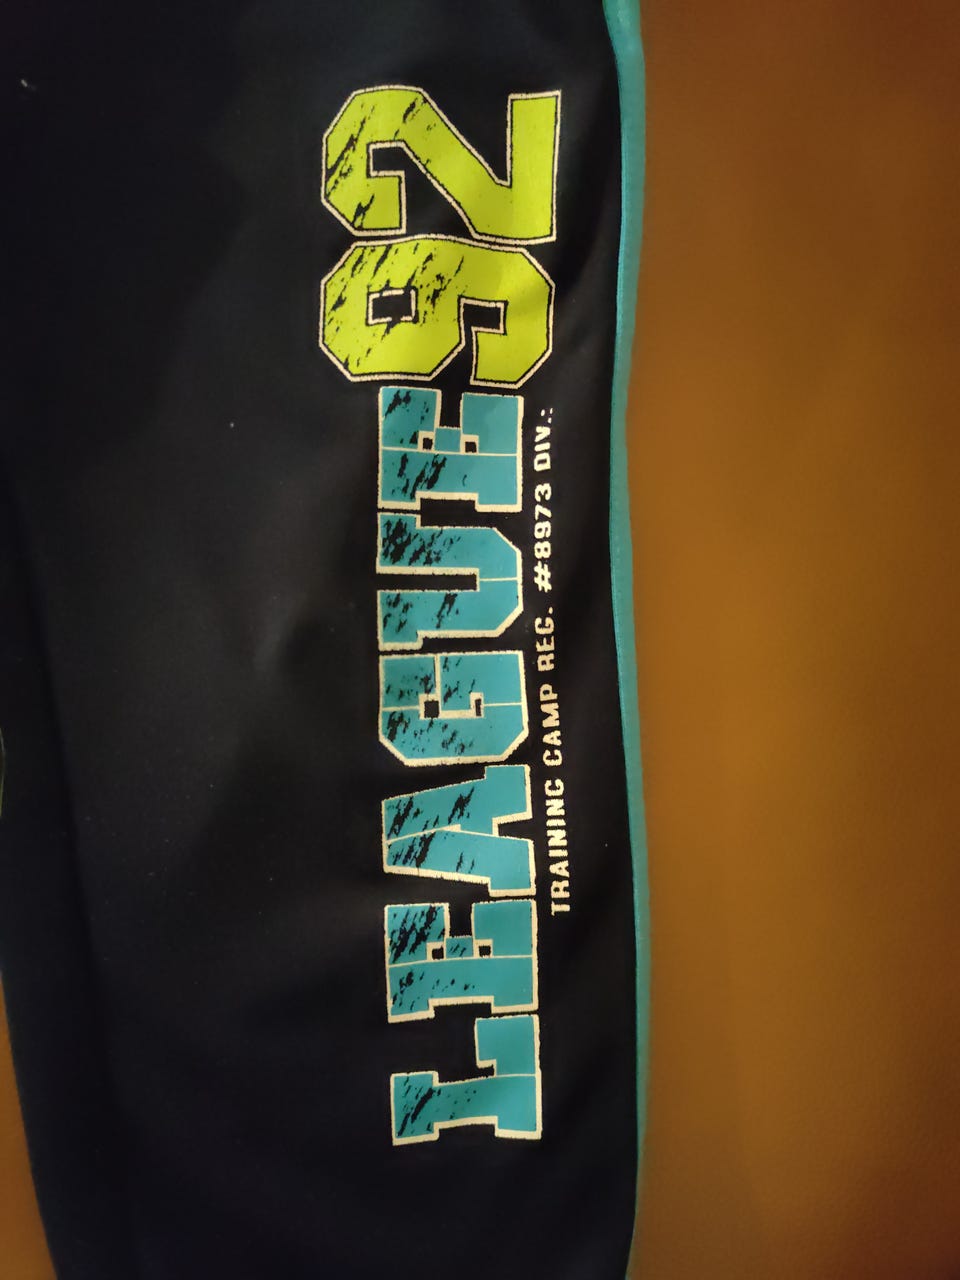 LEAGUE92
TRAINING CAMP REG. #8973 DIV.: